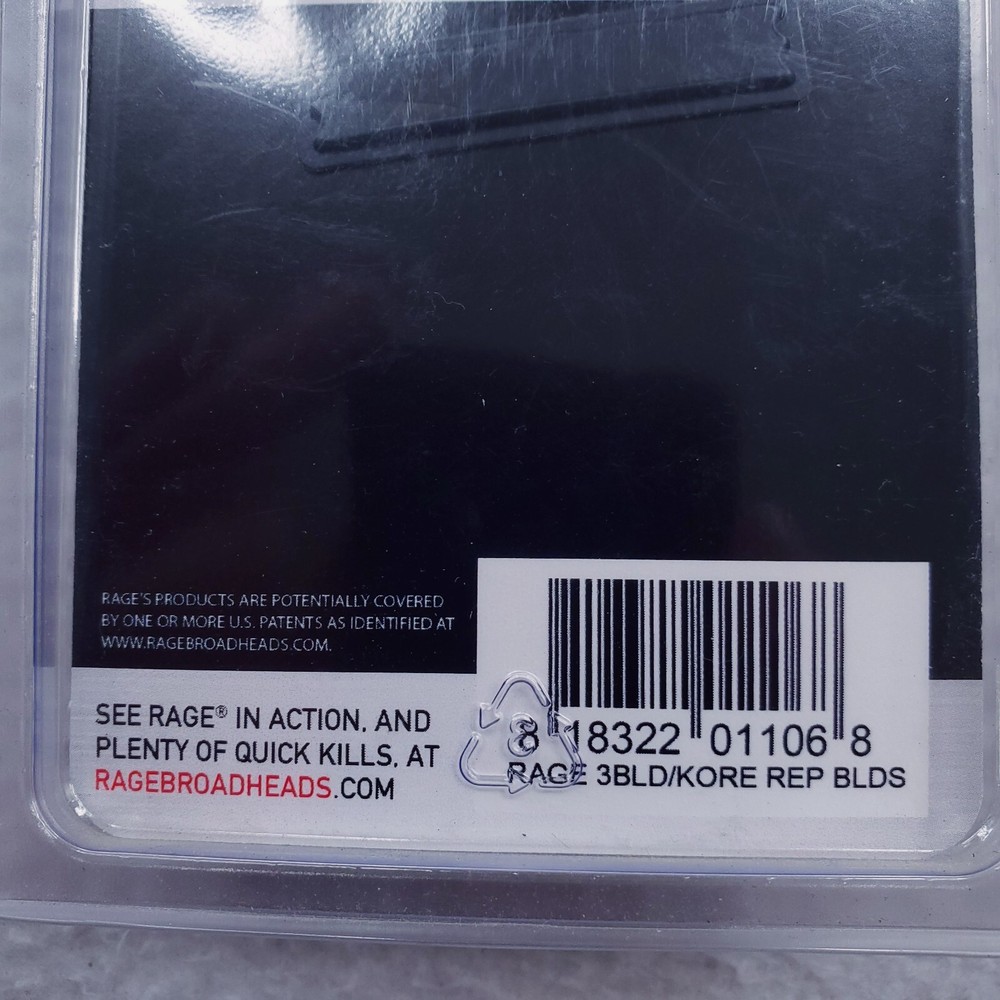 RAGE'S PRODUCTS ARE POTENTIALLY COVERED
BY ONE OR MORE U.S. PATENTS AS IDENTIFIED AT
WWW.RAGEBROADHEADS.COM.
SEE RAGE® IN ACTION, AND
PLENTY OF QUICK KILLS, AT
RAGEBROADHEADS.COM
8 18322 01106 8
RAGE 3BLD/KORE REP BLDS